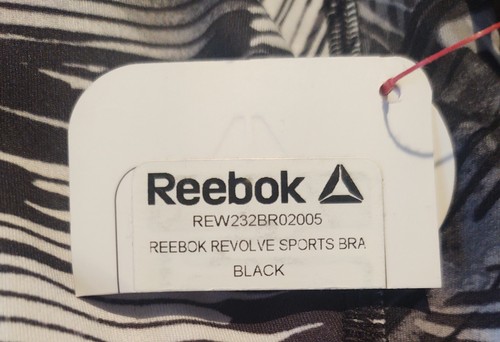 Reebok
REW232BR02005
REEBOK REVOLVE SPORTS BRA
BLACK